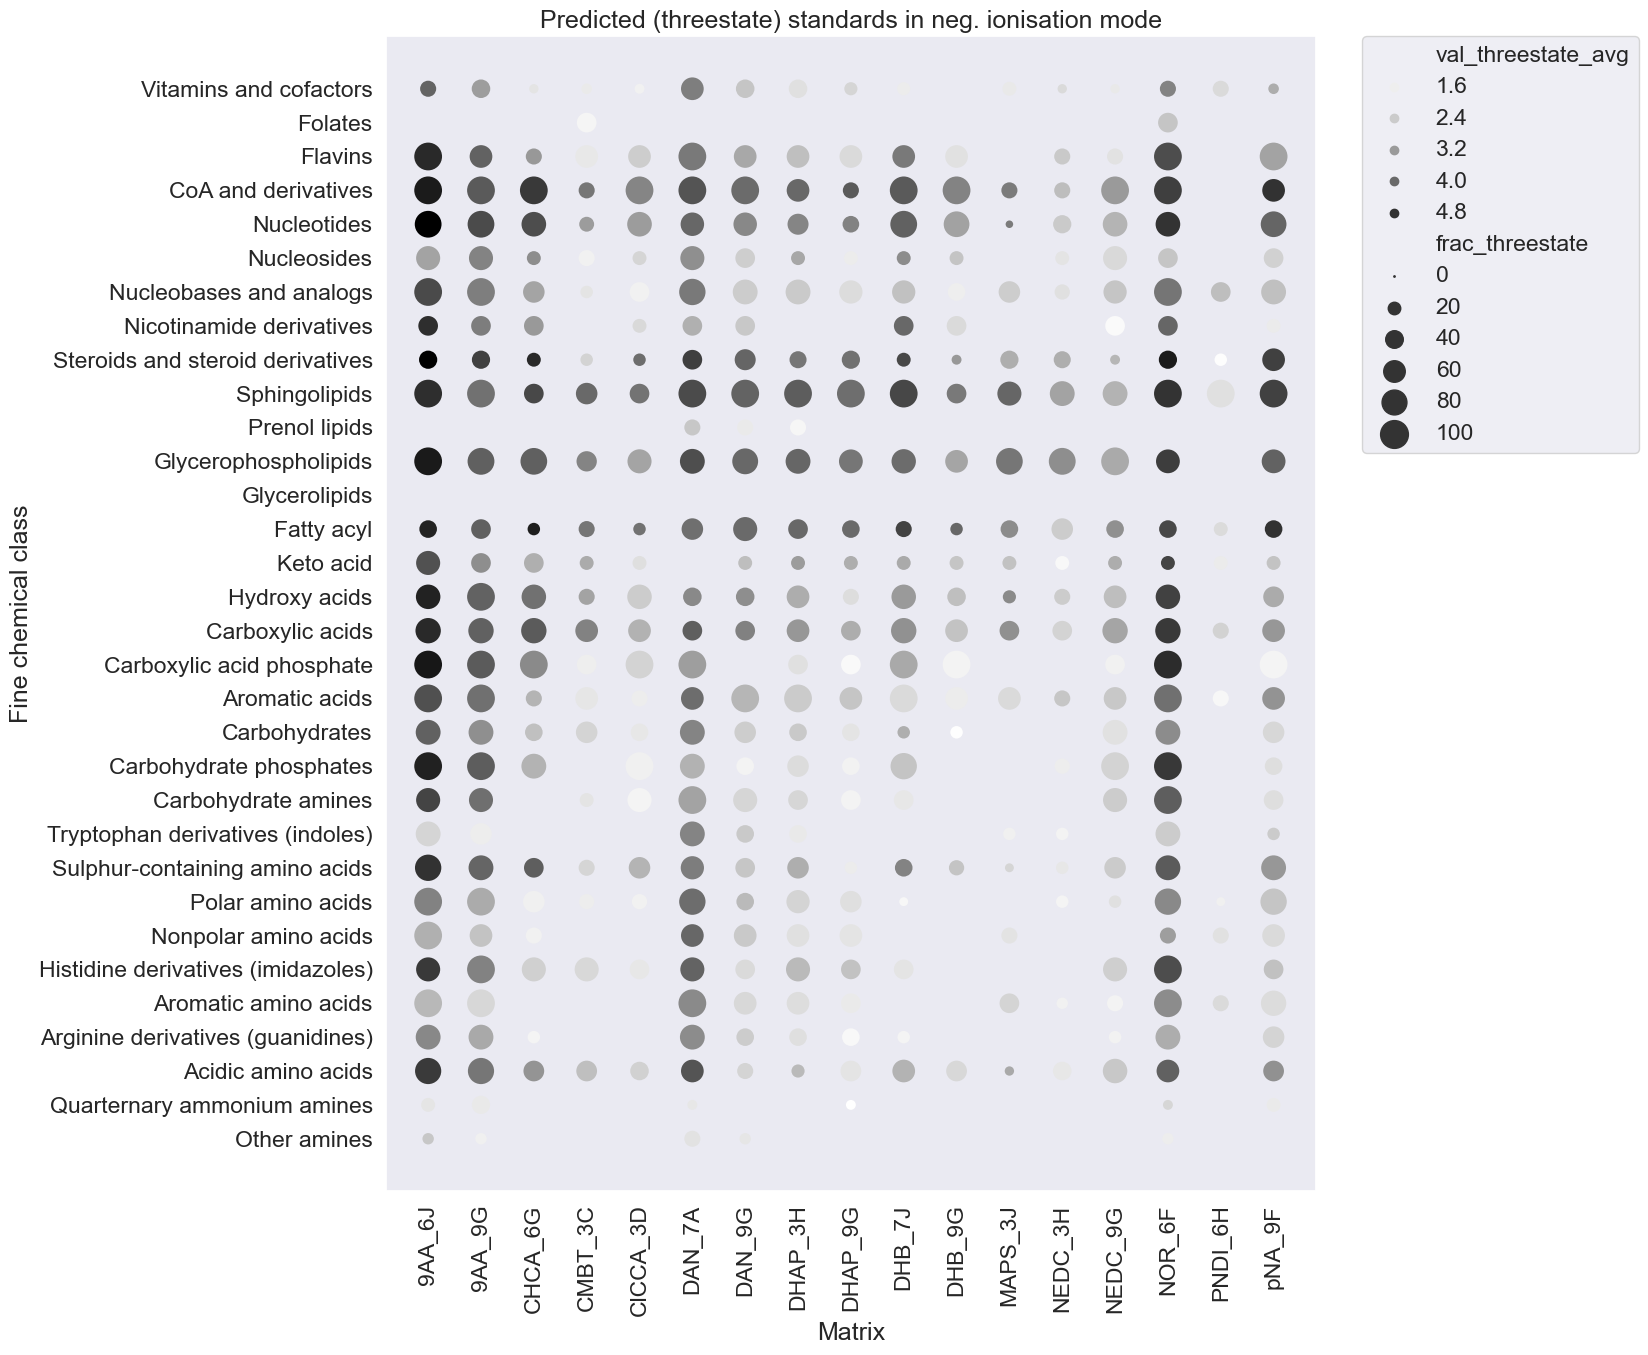 Predicted (threestate) standards in neg. ionisation mode
Fine chemical class
Vitamins and cofactors
Folates
Flavins
CoA and derivatives
Nucleotides
Nucleosides
Nucleobases and analogs
Nicotinamide derivatives
Steroids and steroid derivatives
Sphingolipids
Prenol lipids
Glycerophospholipids
Glycerolipids
Fatty acyl
Keto acid
Hydroxy acids
Carboxylic acids
Carboxylic acid phosphate
Aromatic acids
Carbohydrates
Carbohydrate phosphates
Carbohydrate amines
Tryptophan derivatives (indoles)
Sulphur-containing amino acids
Polar amino acids
Nonpolar amino acids
Histidine derivatives (imidazoles)
Aromatic amino acids
Arginine derivatives (guanidines)
Acidic amino acids
Quarternary ammonium amines
Other amines
9AA_6J
9AA_9G
CHCA_6G
CMBT_3C
ClCCA_3D
DAN_7A
DAN_9G
DHAP_3H
DHAP_9G
DHB_7J
DHB_9G
MAPS_3J
NEDC_3H
NEDC_9G
NOR_6F
PNDI_6H
pNA_9F
Matrix
val_threestate_avg
1.6
2.4
3.2
4.0
4.8
frac_threestate
0
20
40
60
80
100